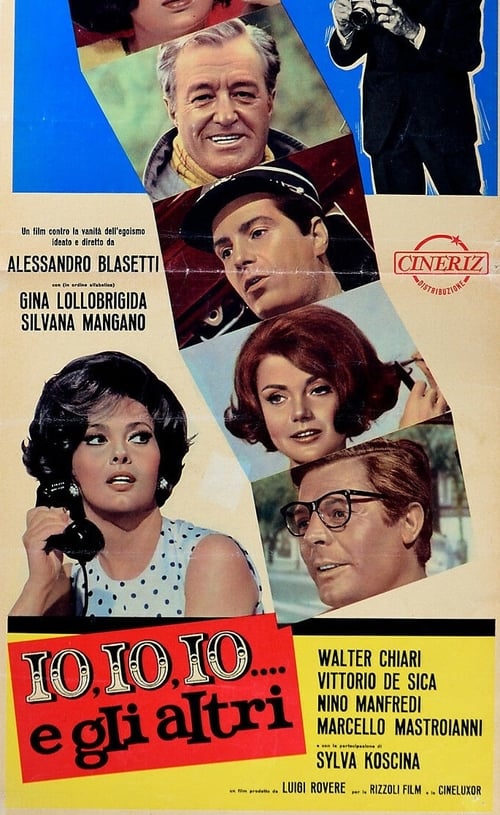 Un film contro la vanità dell'egoismo
ideato e diretto da
ALESSANDRO BLASETTI
con (in ordine alfabetico)
GINA LOLLOBRIGIDA
SILVANA MANGANO
CINERIZ
DISTRIBUZIONE
IO, IO, IO....
e gli altri
WALTER CHIARI
VITTORIO DE SICA
NINO MANFREDI
MARCELLO MASTROIANNI
e con la partecipazione di
SYLVA KOSCINA
un film prodotto da LUIGI ROVERE per la RIZZOLI FILM e la CINELUXOR